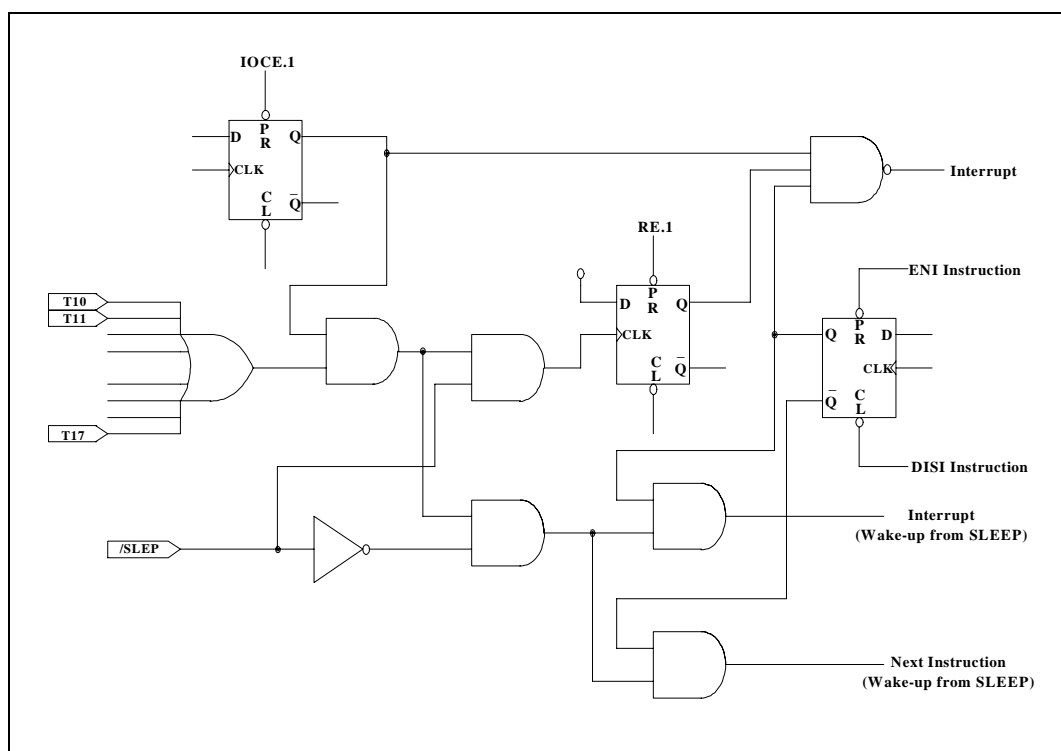 IOCE.1
D
P
R
Q
CLK
C
L
Q
Interrupt
RE.1
D
P
R
Q
CLK
C
L
Q
ENI Instruction
P
R
Q
D
CLK
Q
C
L
DISI Instruction
T10
T11
T17
/SLEP
Interrupt
(Wake-up from SLEEP)
Next Instruction
(Wake-up from SLEEP)